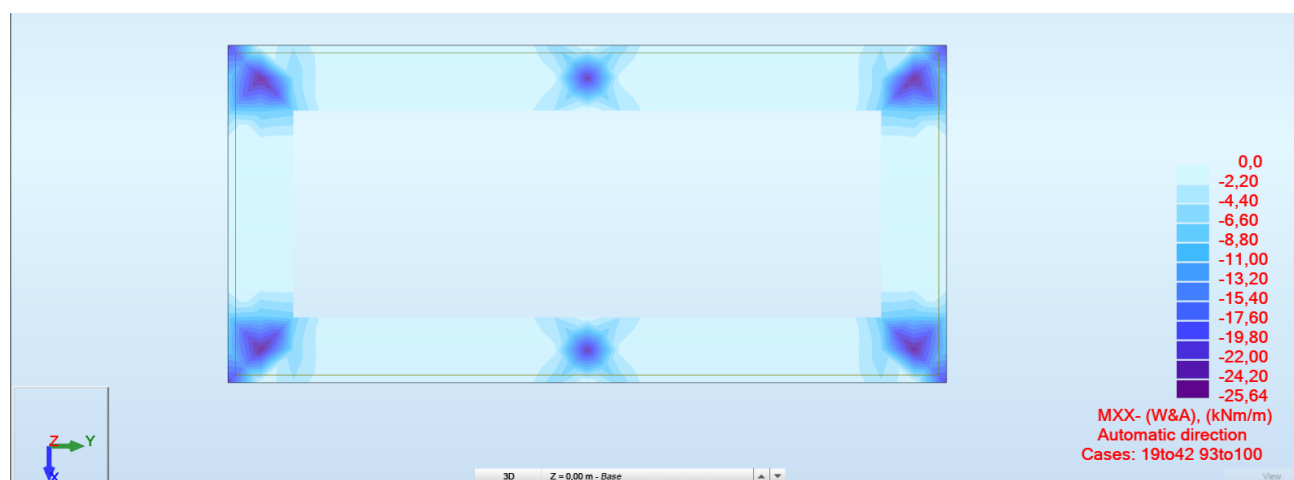 0,0
-2,20
-4,40
-6,60
-8,80
-11,00
-13,20
-15,40
-17,60
-19,80
-22,00
-24,20
-25,64
MXX- (W&A), (kNm/m)
Automatic direction
Cases: 19to42 93to100
Z Y
X
3D Z = 0,00 m - Base
View